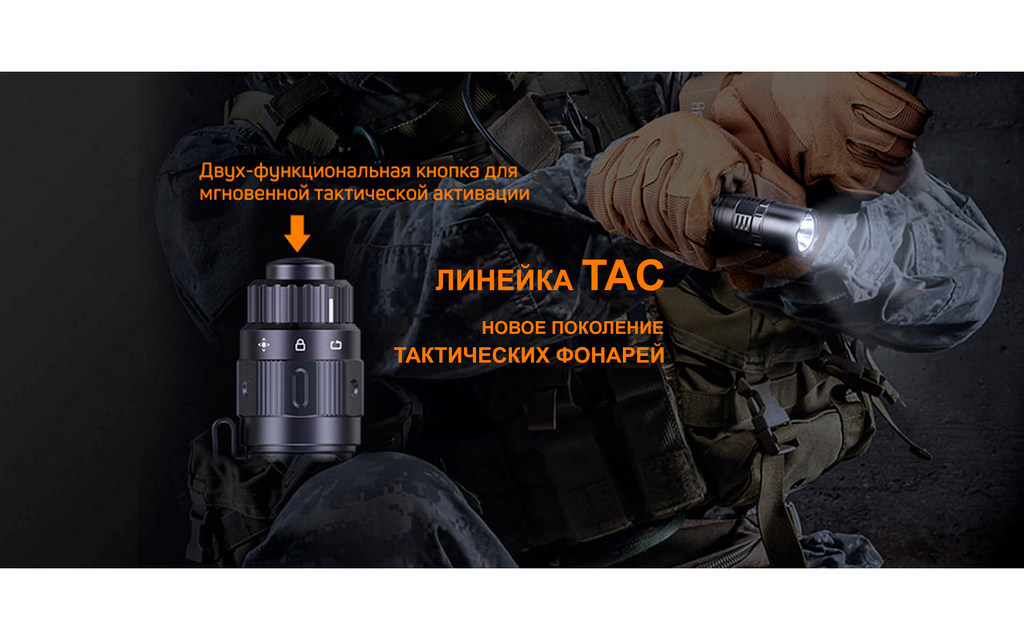 Двух-функциональная кнопка для
мгновенной тактической активации
ЛИНЕЙКА TAC
НОВОЕ ПОКОЛЕНИЕ
ТАКТИЧЕСКИХ ФОНАРЕЙ